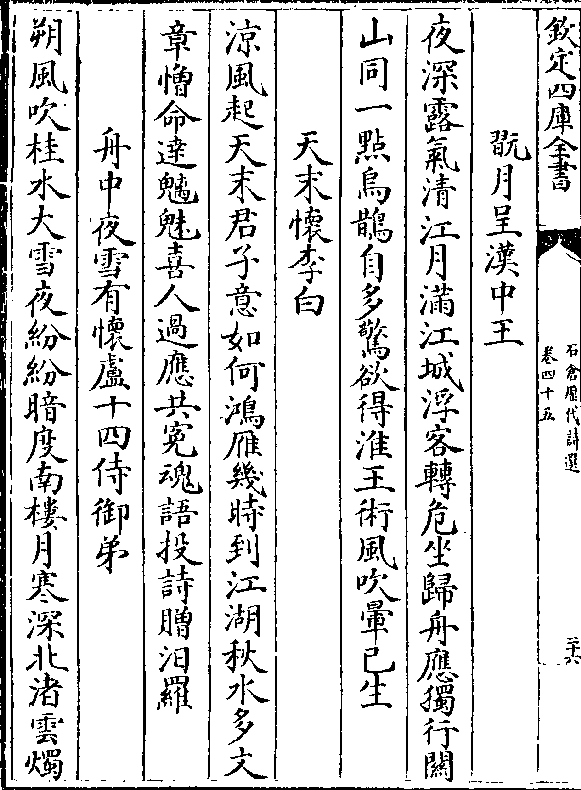 欽定四庫全書
石倉歷代詩選
卷四十五
二十六
翫月呈漢中王
夜深露氣清江月滿江城浮客轉危坐歸舟應獨行關
山同一點烏鵲自多驚欲得淮王術風吹暈已生
天末懷李白
涼風起天末君子意如何鴻雁幾時到江湖秋水多文
章憎命達魑魅喜人過應共冤魂語投詩贈汨羅
舟中夜雪有懷盧十四侍御弟
朔風吹桂水大雪夜紛紛暗度南樓月寒深北渚雲燭